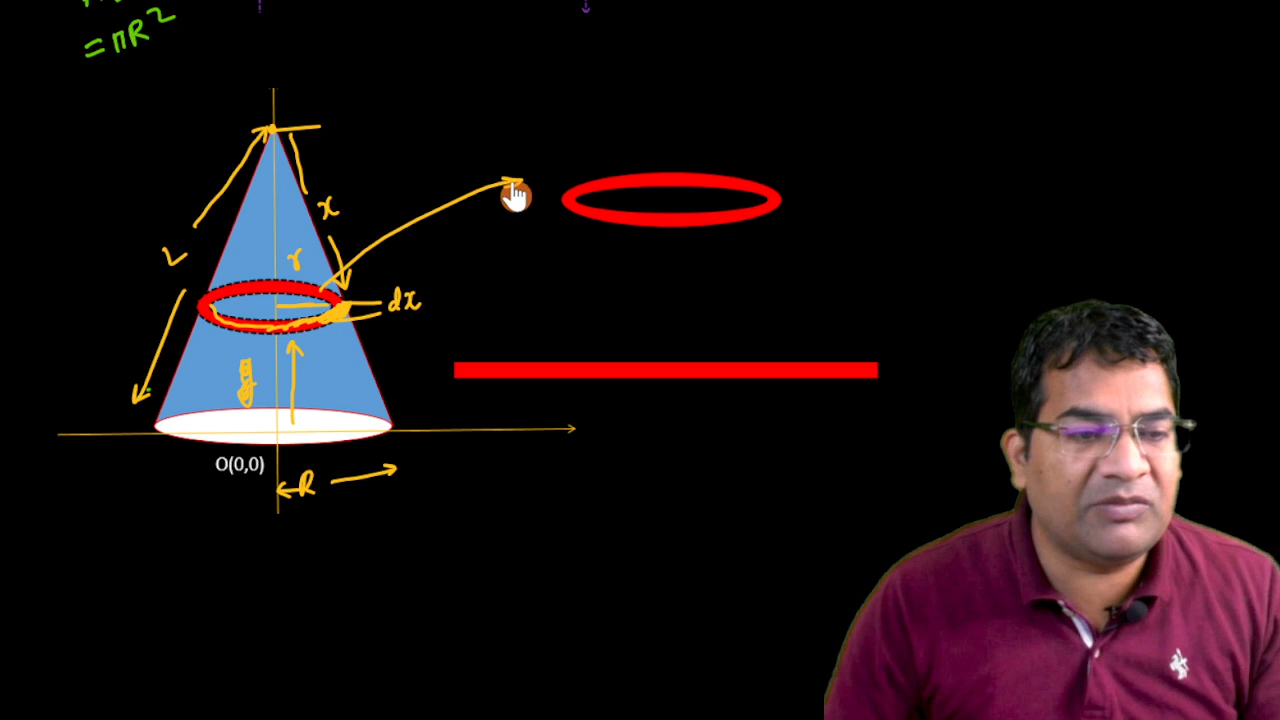 = πR²
x
L
r
dx
y
O(0,0)
R